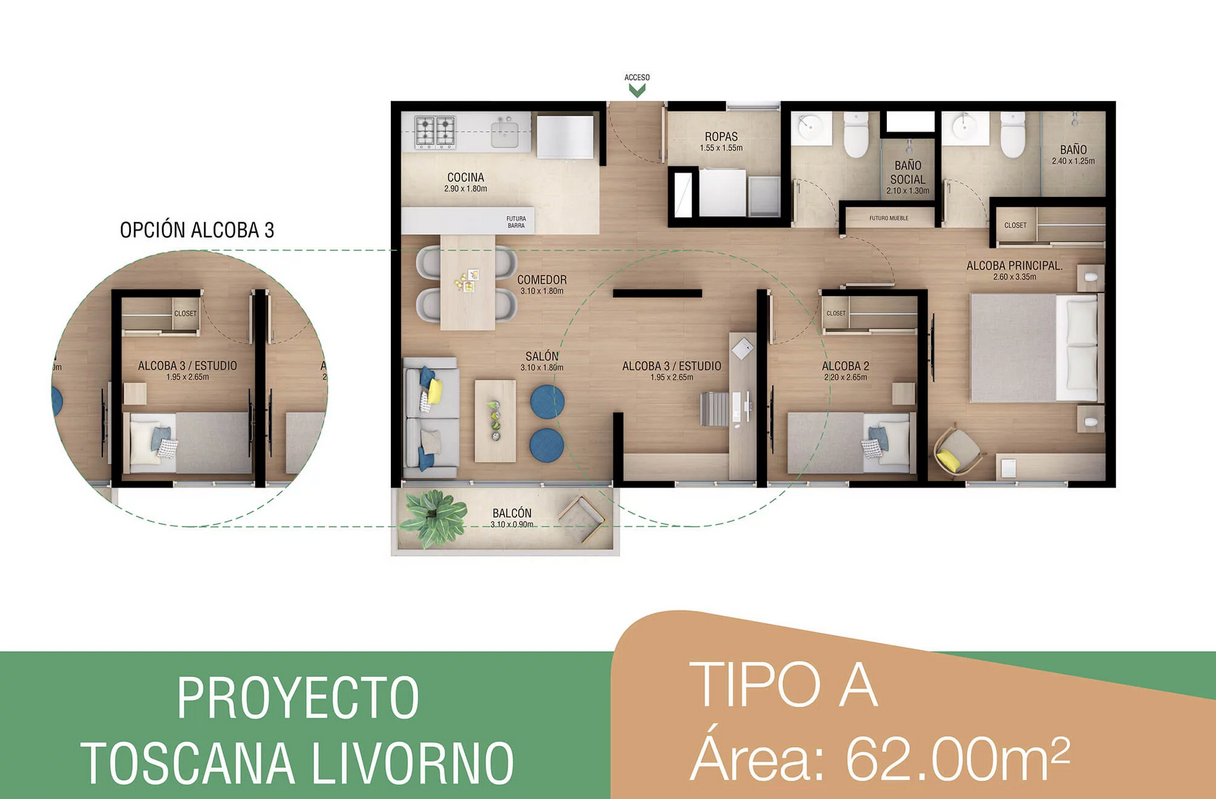 ACCESO
ROPAS
1.55 x 1.55m
COCINA
2.90 x 1.80m
BAÑO
SOCIAL
2.10 x 1.30m
BAÑO
2.40 x 1.25m
FUTURA
BARRA
FUTURO MUEBLE
CLOSET
OPCIÓN ALCOBA 3
COMEDOR
3.10 x 1.80m
ALCOBA PRINCIPAL.
2.60 x 3.35m
CLOSET
CLOSET
SALÓN
3.10 x 1.80m
ALCOBA 3 / ESTUDIO
1.95 x 2.65m
ALCOBA 2
2.20 x 2.65m
ALCOBA 3 / ESTUDIO
1.95 x 2.65m
m
A
2
BALCÓN
3.10 x 0.90m
PROYECTO
TOSCANA LIVORNO
TIPO A
Área: 62.00m²